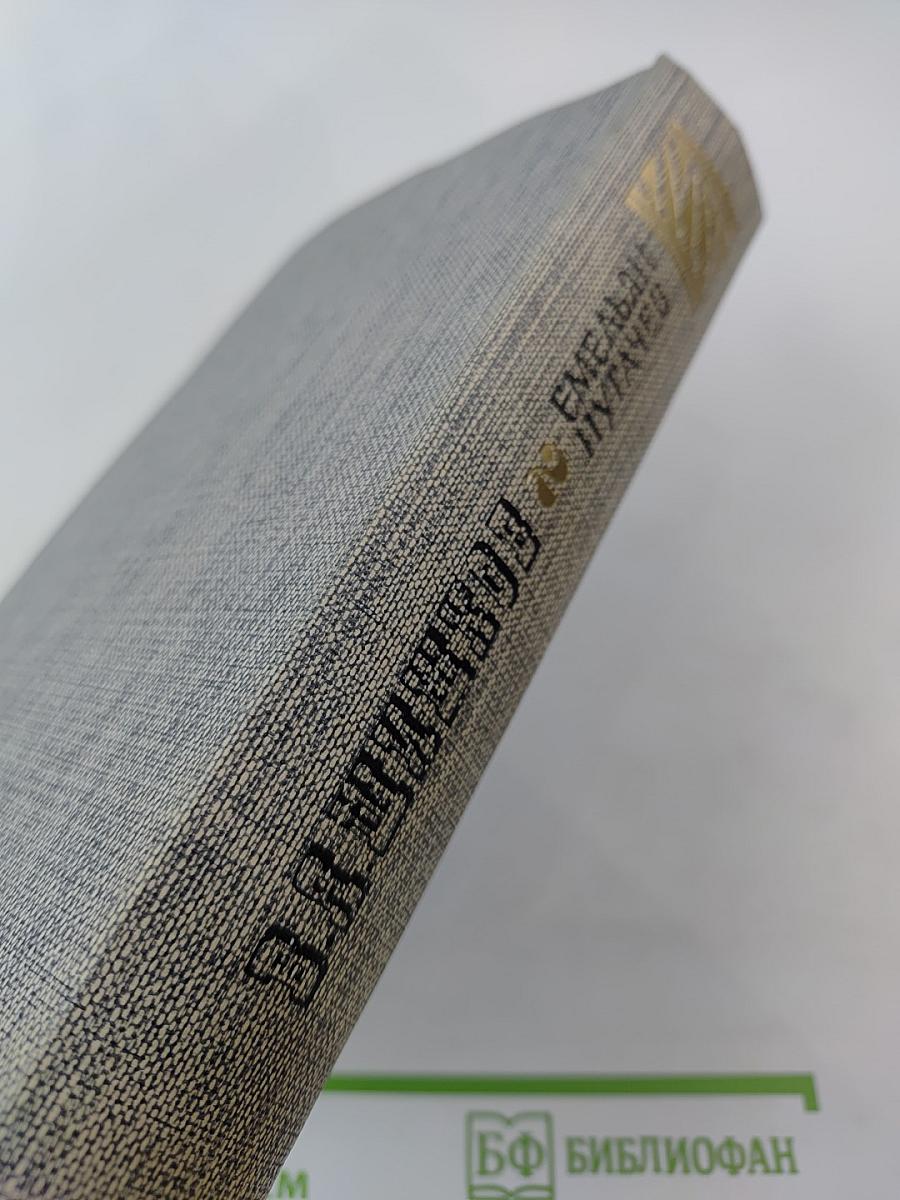 В.Я. ШИШКОВ
2
ЕМЕЛЬЯН
ПУГАЧЕВ
БФ БИБЛИОФАН